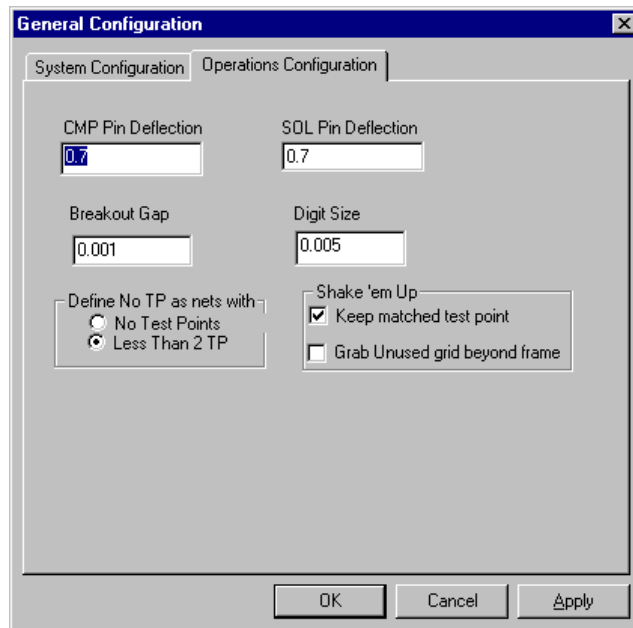 General Configuration
System Configuration
Operations Configuration
CMP Pin Deflection
SOL Pin Deflection
0.7
0.7
Breakout Gap
Digit Size
0.001
0.005
Define No TP as nets with
No Test Points
Less Than 2 TP
Shake 'em Up
Keep matched test point
Grab Unused grid beyond frame
OK
Cancel
Apply